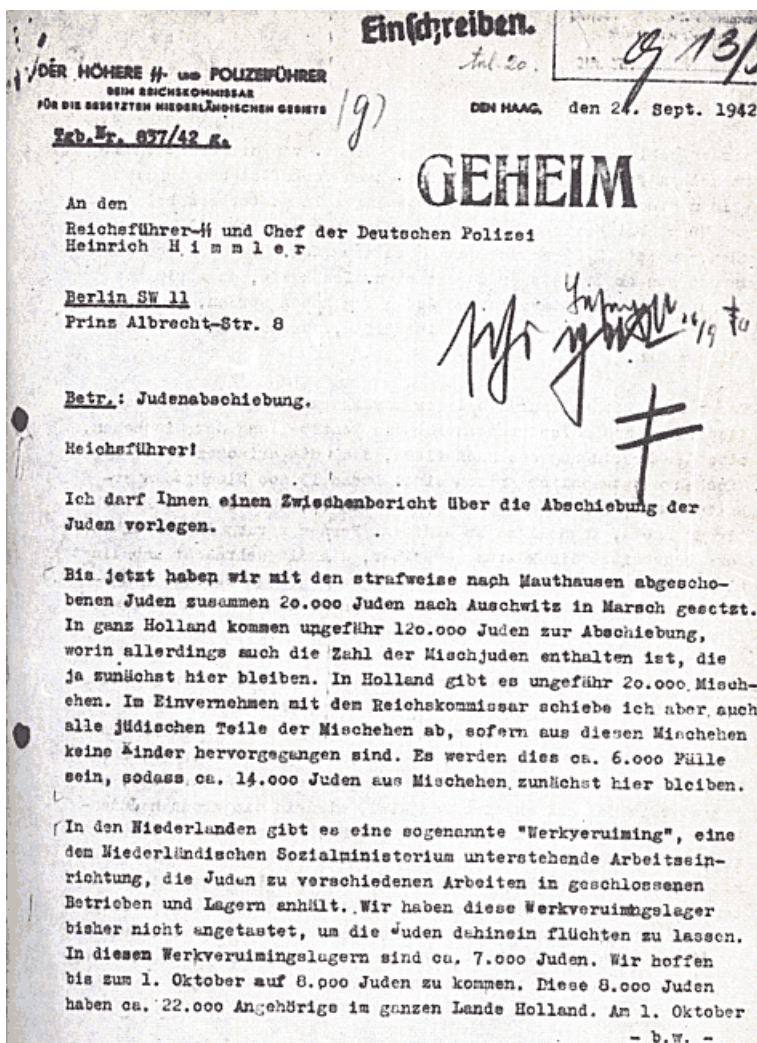 Einschreiben.
DER HÖHERE SS- UND POLIZEIFÜHRER
BEIM REICHSKOMMISSAR
FÜR DIE BESETZTEN NIEDERLÄNDISCHEN GEBIETE
DEN HAAG, den 24. Sept. 1942
Tgb.Nr. 837/42 g.
GEHEIM
An den
Reichsführer-SS und Chef der Deutschen Polizei
Heinrich H i m m l e r
Berlin SW 11
Prinz Albrecht-Str. 8
Sehr gut
Betr.: Judenabschiebung.
Reichsführer!
Ich darf Ihnen einen Zwischenbericht über die Abschiebung der
Juden vorlegen.
Bis jetzt haben wir mit den strafweise nach Mauthausen abgescho-
benen Juden zusammen 20.000 Juden nach Auschwitz in Marsch gesetzt.
In ganz Holland kommen ungefähr 120.000 Juden zur Abschiebung,
worin allerdings auch die Zahl der Mischjuden enthalten ist, die
ja zunächst hier bleiben. In Holland gibt es ungefähr 20.000 Misch-
ehen. Im Einvernehmen mit dem Reichskommissar schiebe ich aber auch
alle jüdischen Teile der Mischehen ab, sofern aus diesen Mischehen
keine Kinder hervorgegangen sind. Es werden dies ca. 6.000 Fälle
sein, sodass ca. 14.000 Juden aus Mischehen zunächst hier bleiben.
In den Niederlanden gibt es eine sogenannte "Werkveruiming", eine
dem Niederländischen Sozialministerium unterstehende Arbeitsein-
richtung, die Juden zu verschiedenen Arbeiten in geschlossenen
Betrieben und Lagern anhält. Wir haben diese Werkveruimingslager
bisher nicht angetastet, um die Juden dahinein flüchten zu lassen.
In diesen Werkveruimingslagern sind ca. 7.000 Juden. Wir hoffen
bis zum 1. Oktober auf 8.000 Juden zu kommen. Diese 8.000 Juden
haben ca. 22.000 Angehörige im ganzen Lande Holland. Am 1. Oktober
- b.w. -